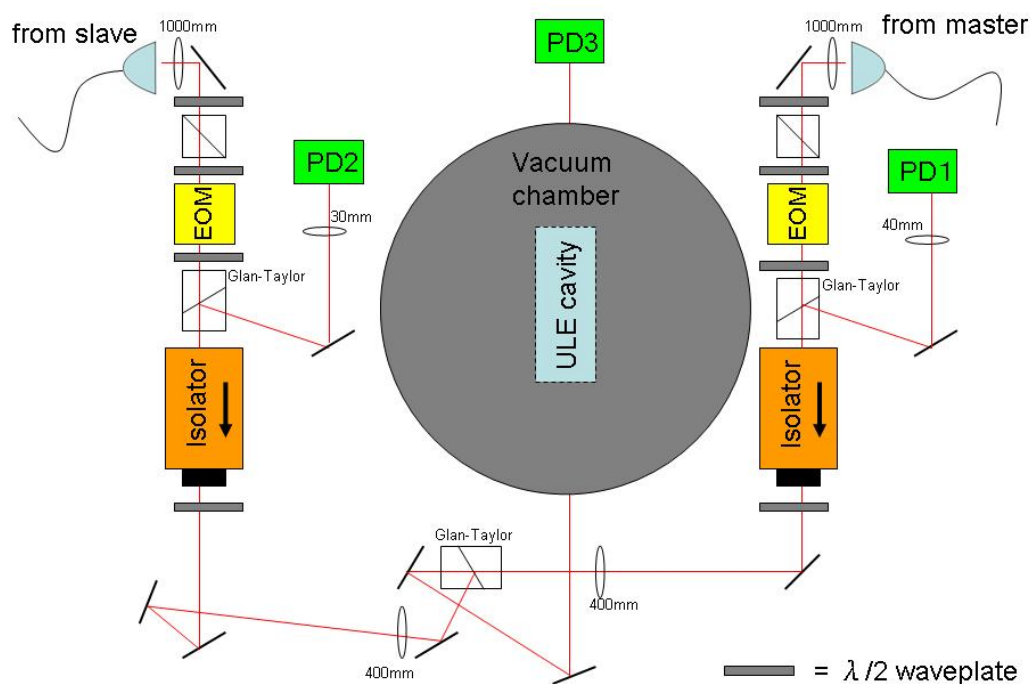 from slave
1000mm
PD3
1000mm
from master
PD2
30mm
EOM
Glan-Taylor
Isolator
Vacuum
chamber
ULE cavity
PD1
40mm
EOM
Glan-Taylor
Isolator
Glan-Taylor
400mm
400mm
= λ/2 waveplate